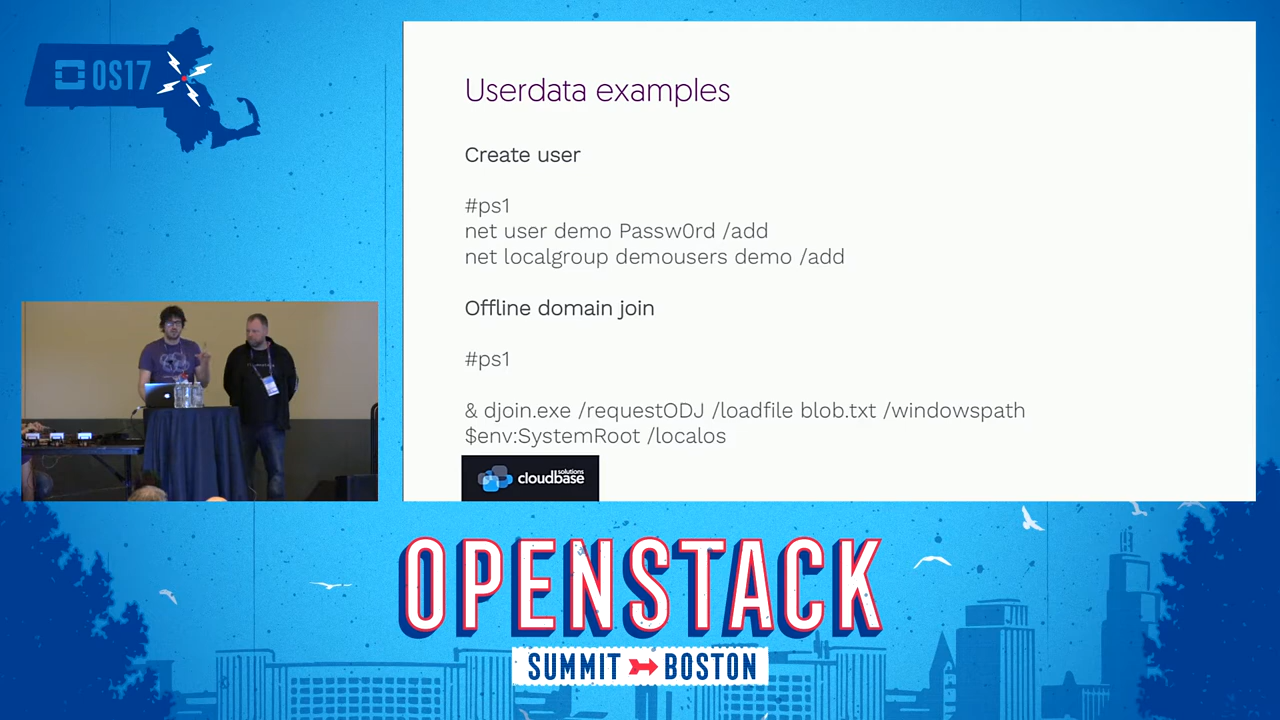 OS17
Userdata examples
Create user
#ps1
net user demo Passw0rd /add
net localgroup demousers demo /add
Offline domain join
#ps1
& djoin.exe /requestODJ /loadfile blob.txt /windowspath
$env:SystemRoot /localos
cloudbase
solutions
OPENSTACK
SUMMIT BOSTON